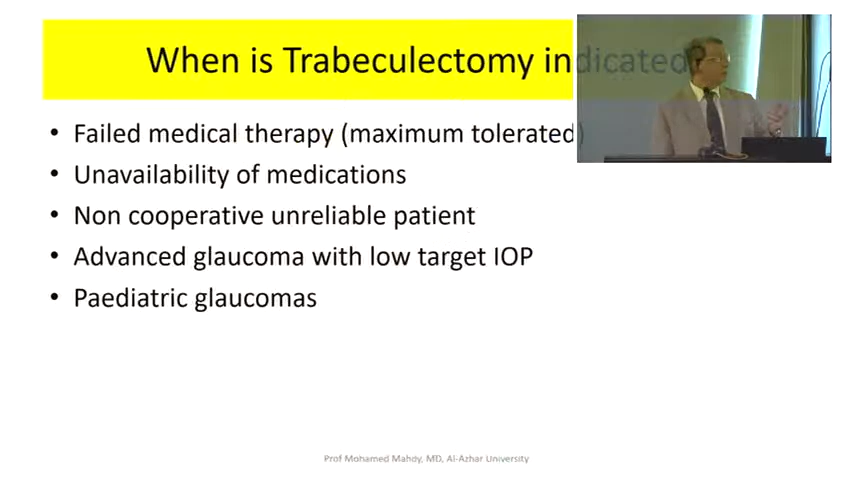 When is Trabeculectomy indicated
• Failed medical therapy (maximum tolerated)
• Unavailability of medications
• Non cooperative unreliable patient
• Advanced glaucoma with low target IOP
• Paediatric glaucomas
Prof Mohamed Mahdy, MD, Al-Azhar University